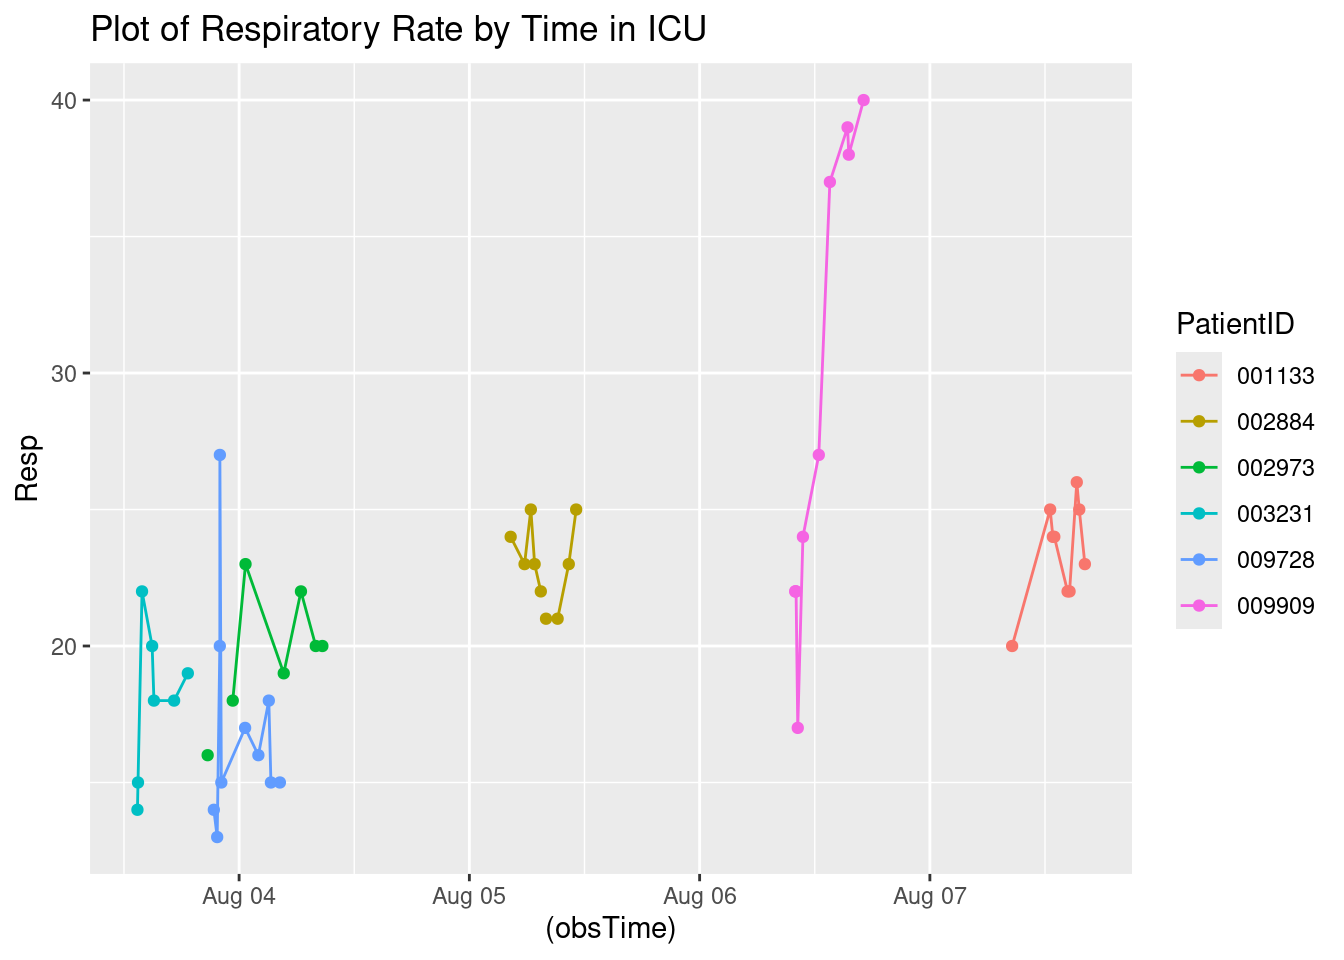 Plot of Respiratory Rate by Time in ICU
40
30
20
Resp
Aug 04
Aug 05
Aug 06
Aug 07
(obsTime)
PatientID
001133
002884
002973
003231
009728
009909